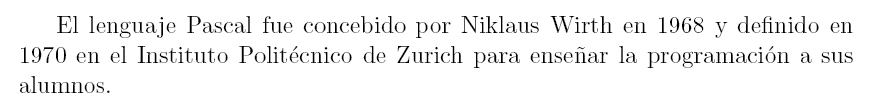 El lenguaje Pascal fue concebido por Niklaus Wirth en 1968 y definido en
1970 en el Instituto Politécnico de Zurich para enseñar la programación a sus
alumnos.